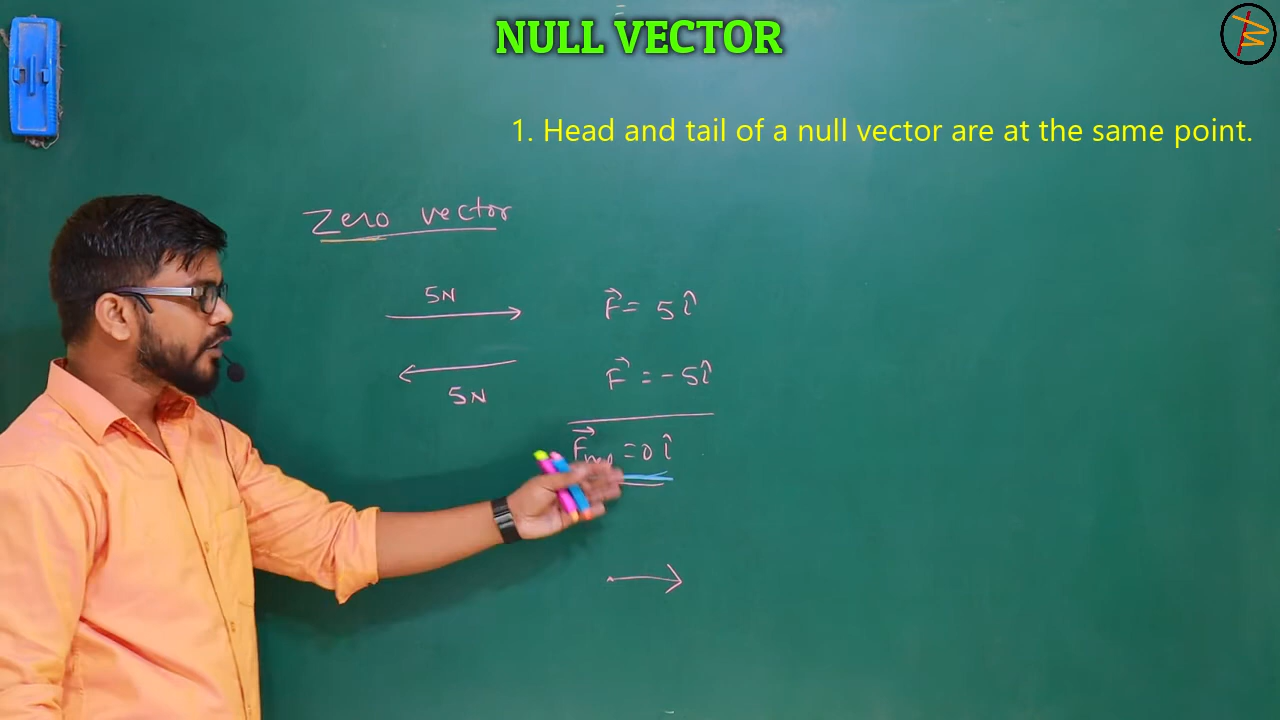 NULL VECTOR
1. Head and tail of a null vector are at the same point.
Zero vector
5N
F⃗ = 5î
5N
F⃗ = -5î
= 0 î